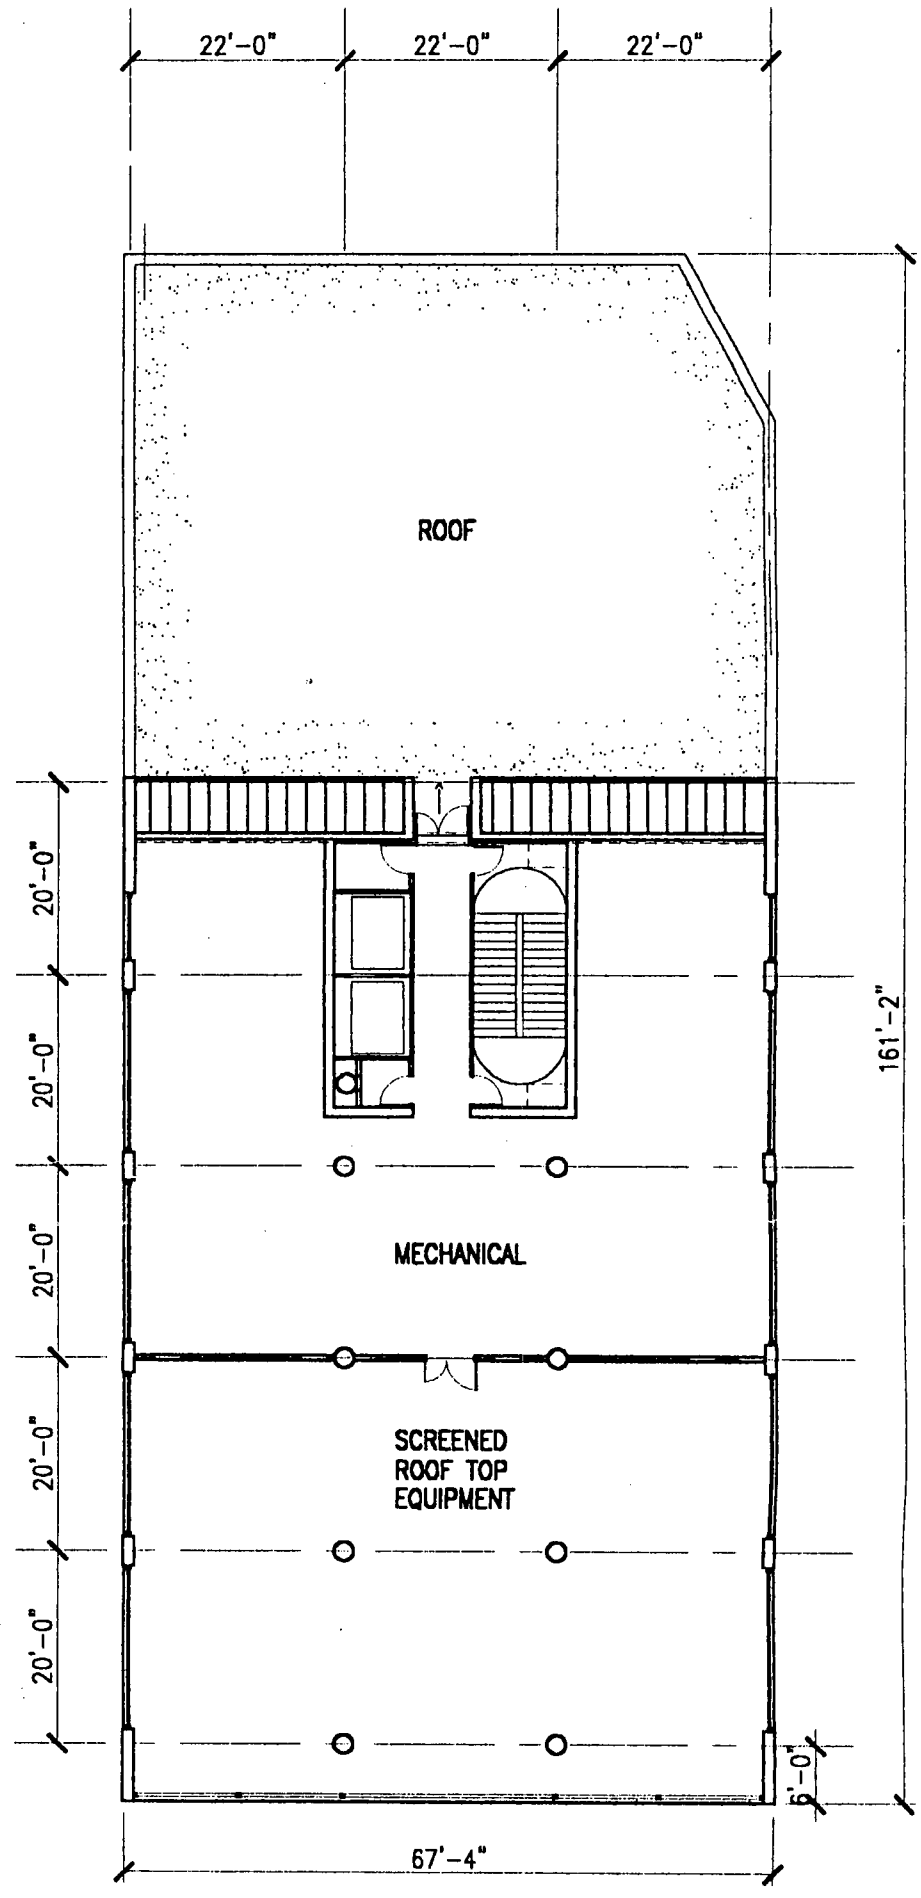 22'-0" 22'-0" 22'-0"
ROOF
20'-0"
161'-2"
20'-0"
20'-0"
MECHANICAL
20'-0"
SCREENED
ROOF TOP
EQUIPMENT
20'-0"
6'-0"
67'-4"